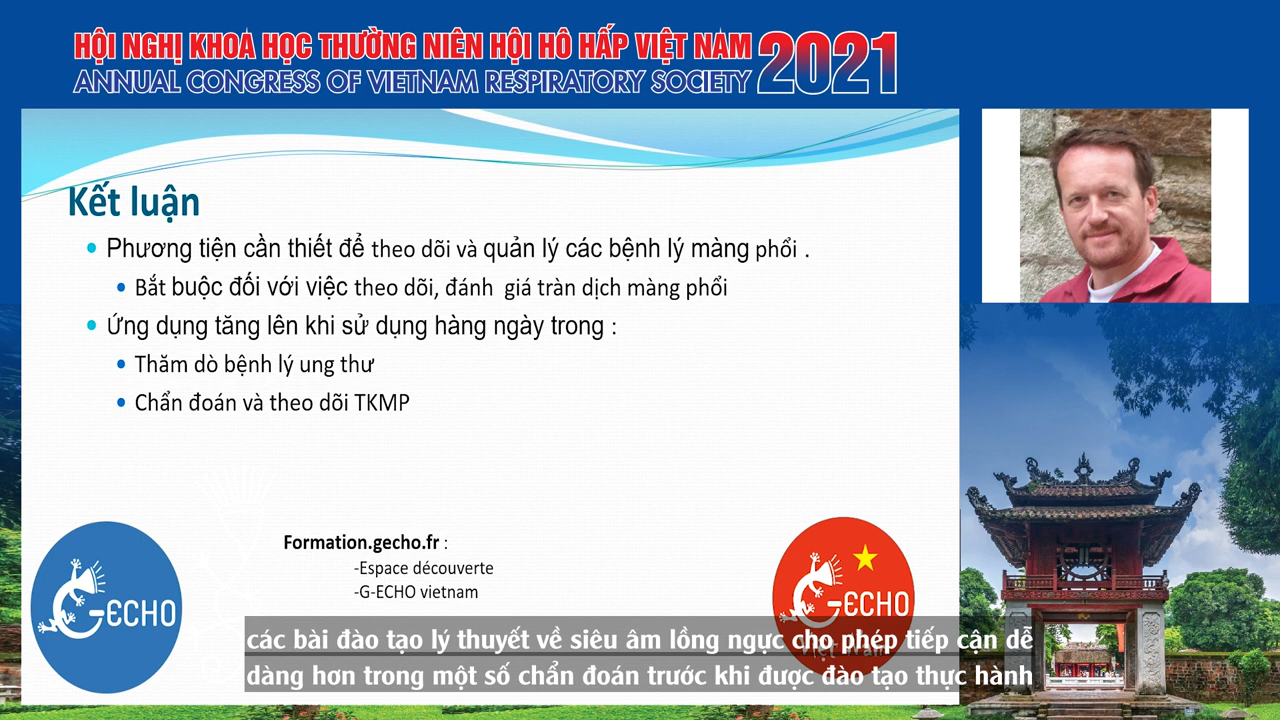 HỘI NGHỊ KHOA HỌC THƯỜNG NIÊN HỘI HÔ HẤP VIỆT NAM 2021
ANNUAL CONGRESS OF VIETNAM RESPIRATORY SOCIETY
Kết luận
Phương tiện cần thiết để theo dõi và quản lý các bệnh lý màng phổi .
Bắt buộc đối với việc theo dõi, đánh giá tràn dịch màng phổi
Ứng dụng tăng lên khi sử dụng hàng ngày trong :
Thăm dò bệnh lý ung thư
Chẩn đoán và theo dõi TKMP
Formation.gecho.fr :
-Espace découverte
-G-ECHO vietnam
G-ECHO
G-ECHO
Việt Nam
các bài đào tạo lý thuyết về siêu âm lồng ngực cho phép tiếp cận dễ
dàng hơn trong một số chẩn đoán trước khi được đào tạo thực hành